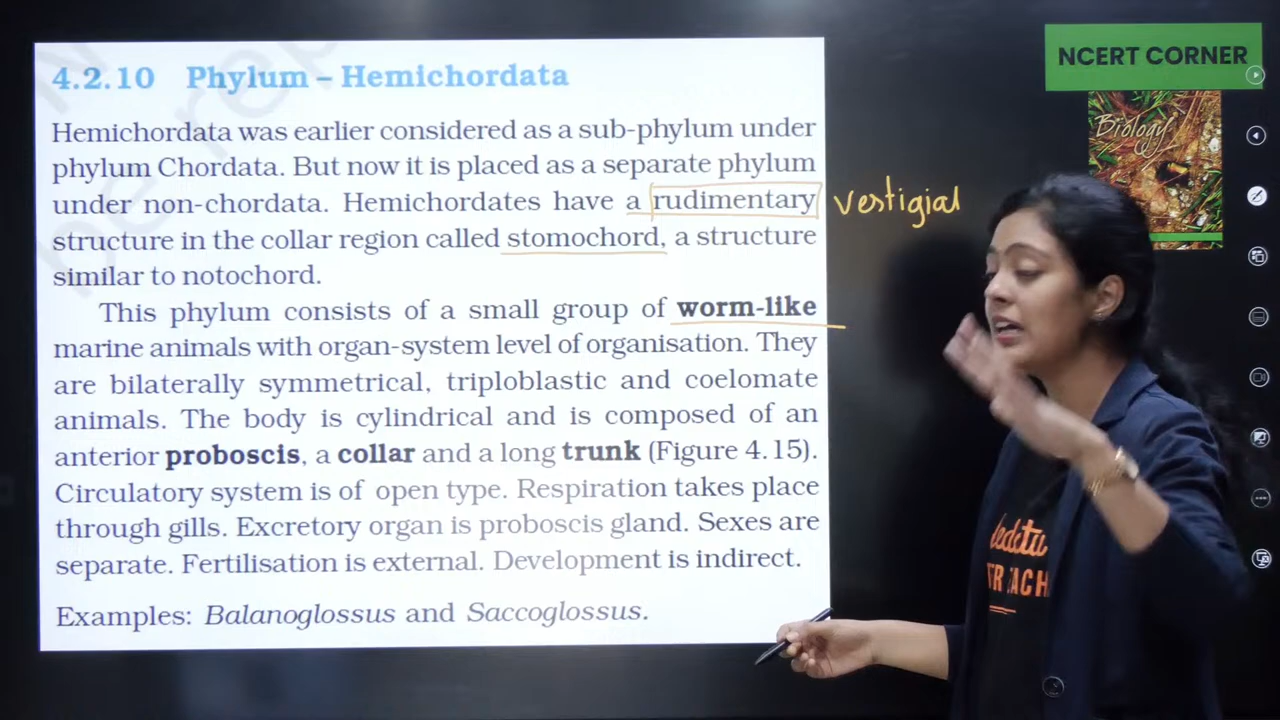 4.2.10 Phylum – Hemichordata
Hemichordata was earlier considered as a sub-phylum under
phylum Chordata. But now it is placed as a separate phylum
under non-chordata. Hemichordates have a rudimentary vestigial
structure in the collar region called stomochord, a structure
similar to notochord.
This phylum consists of a small group of worm-like
marine animals with organ-system level of organisation. They
are bilaterally symmetrical, triploblastic and coelomate
animals. The body is cylindrical and is composed of an
anterior proboscis, a collar and a long trunk (Figure 4.15).
Circulatory system is of open type. Respiration takes place
through gills. Excretory organ is proboscis gland. Sexes are
separate. Fertilisation is external. Development is indirect.
Examples: Balanoglossus and Saccoglossus.
NCERT CORNER
Biology